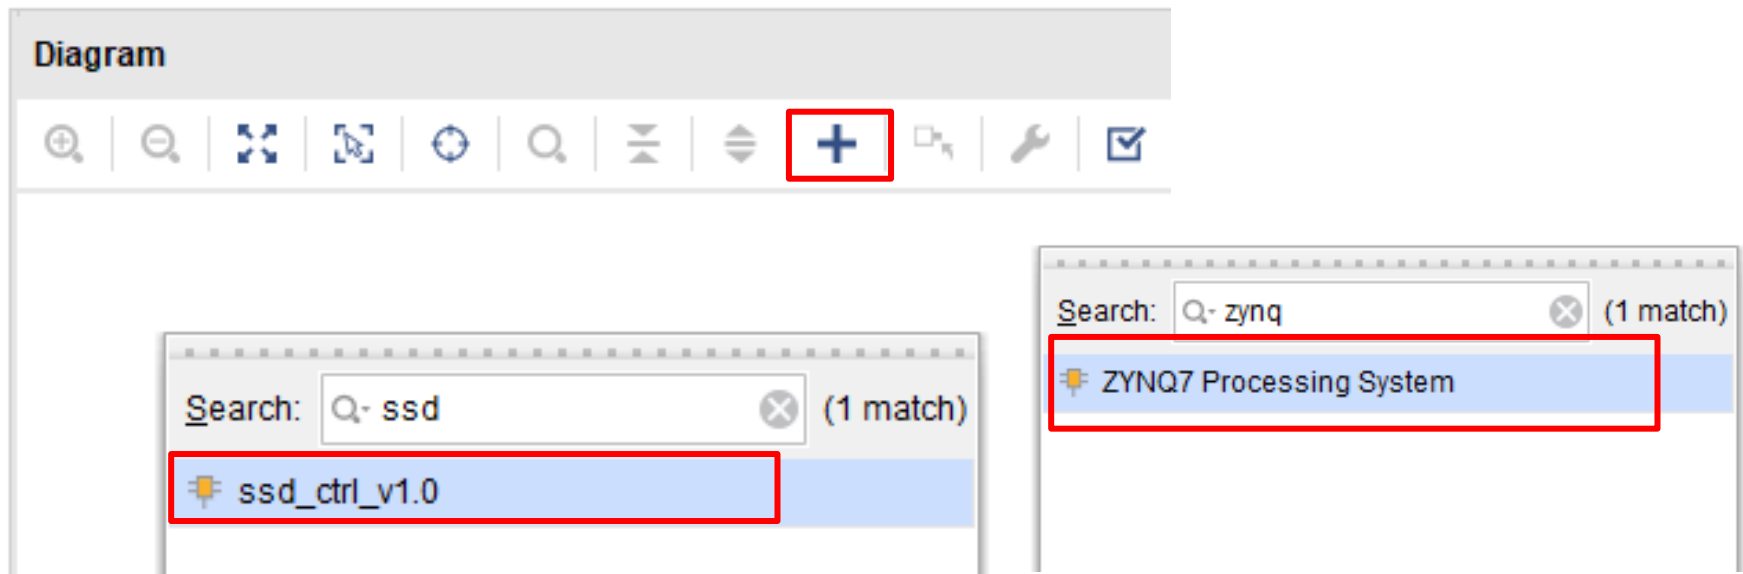 Diagram
Search: zynq (1 match)
ZYNQ7 Processing System
Search: ssd (1 match)
ssd_ctrl_v1.0